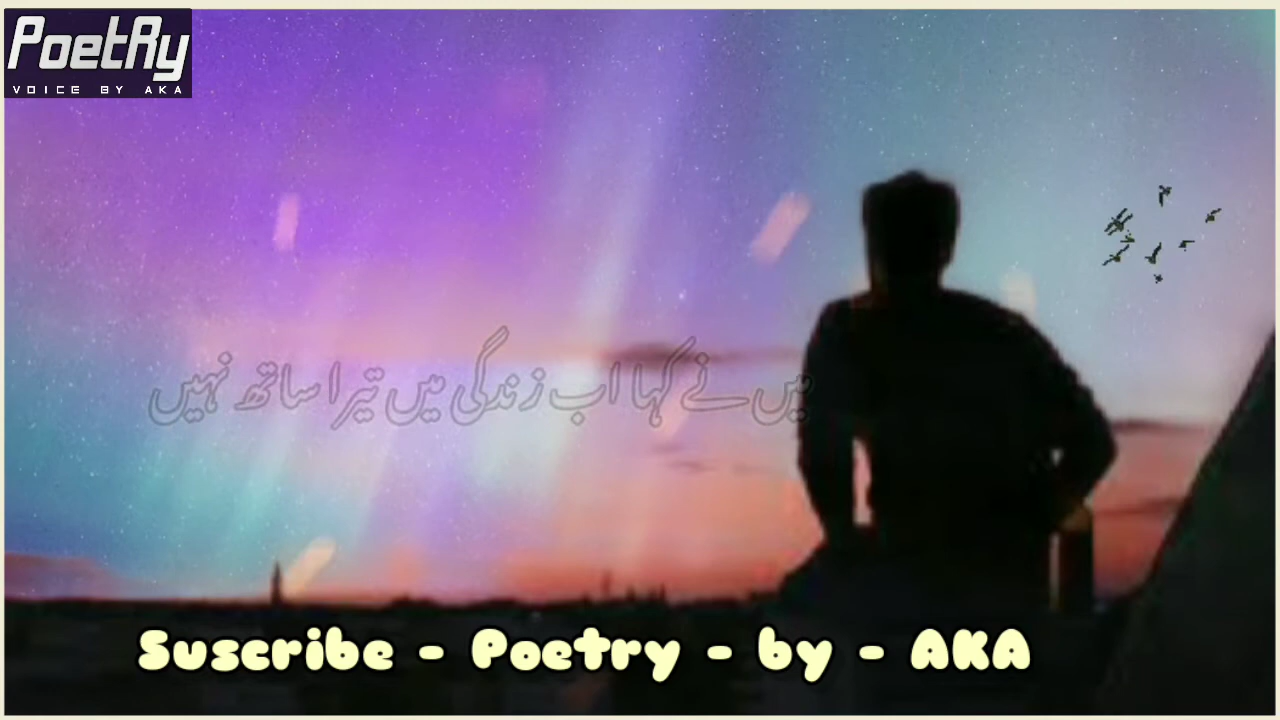 PoetRy
VOICE BY AKA
میں نے کہا اب زندگی میں تیرا ساتھ نہیں
Suscribe - Poetry - by - AKA